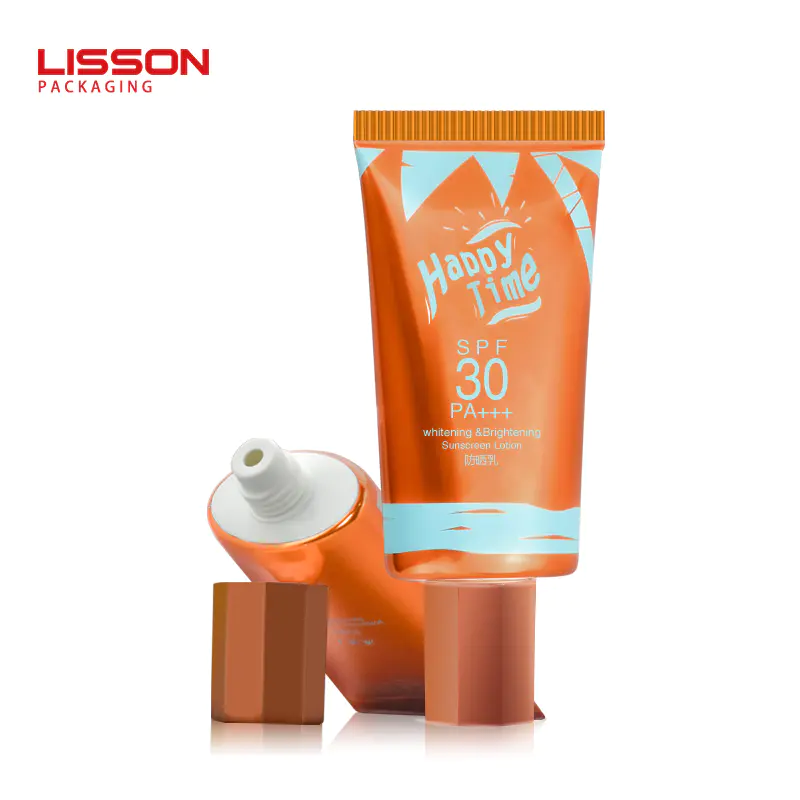 LISSON
PACKAGING
Happy
Time
SPF
30
PA+++
whitening &Brightening
Sunscreen Lotion
防晒乳